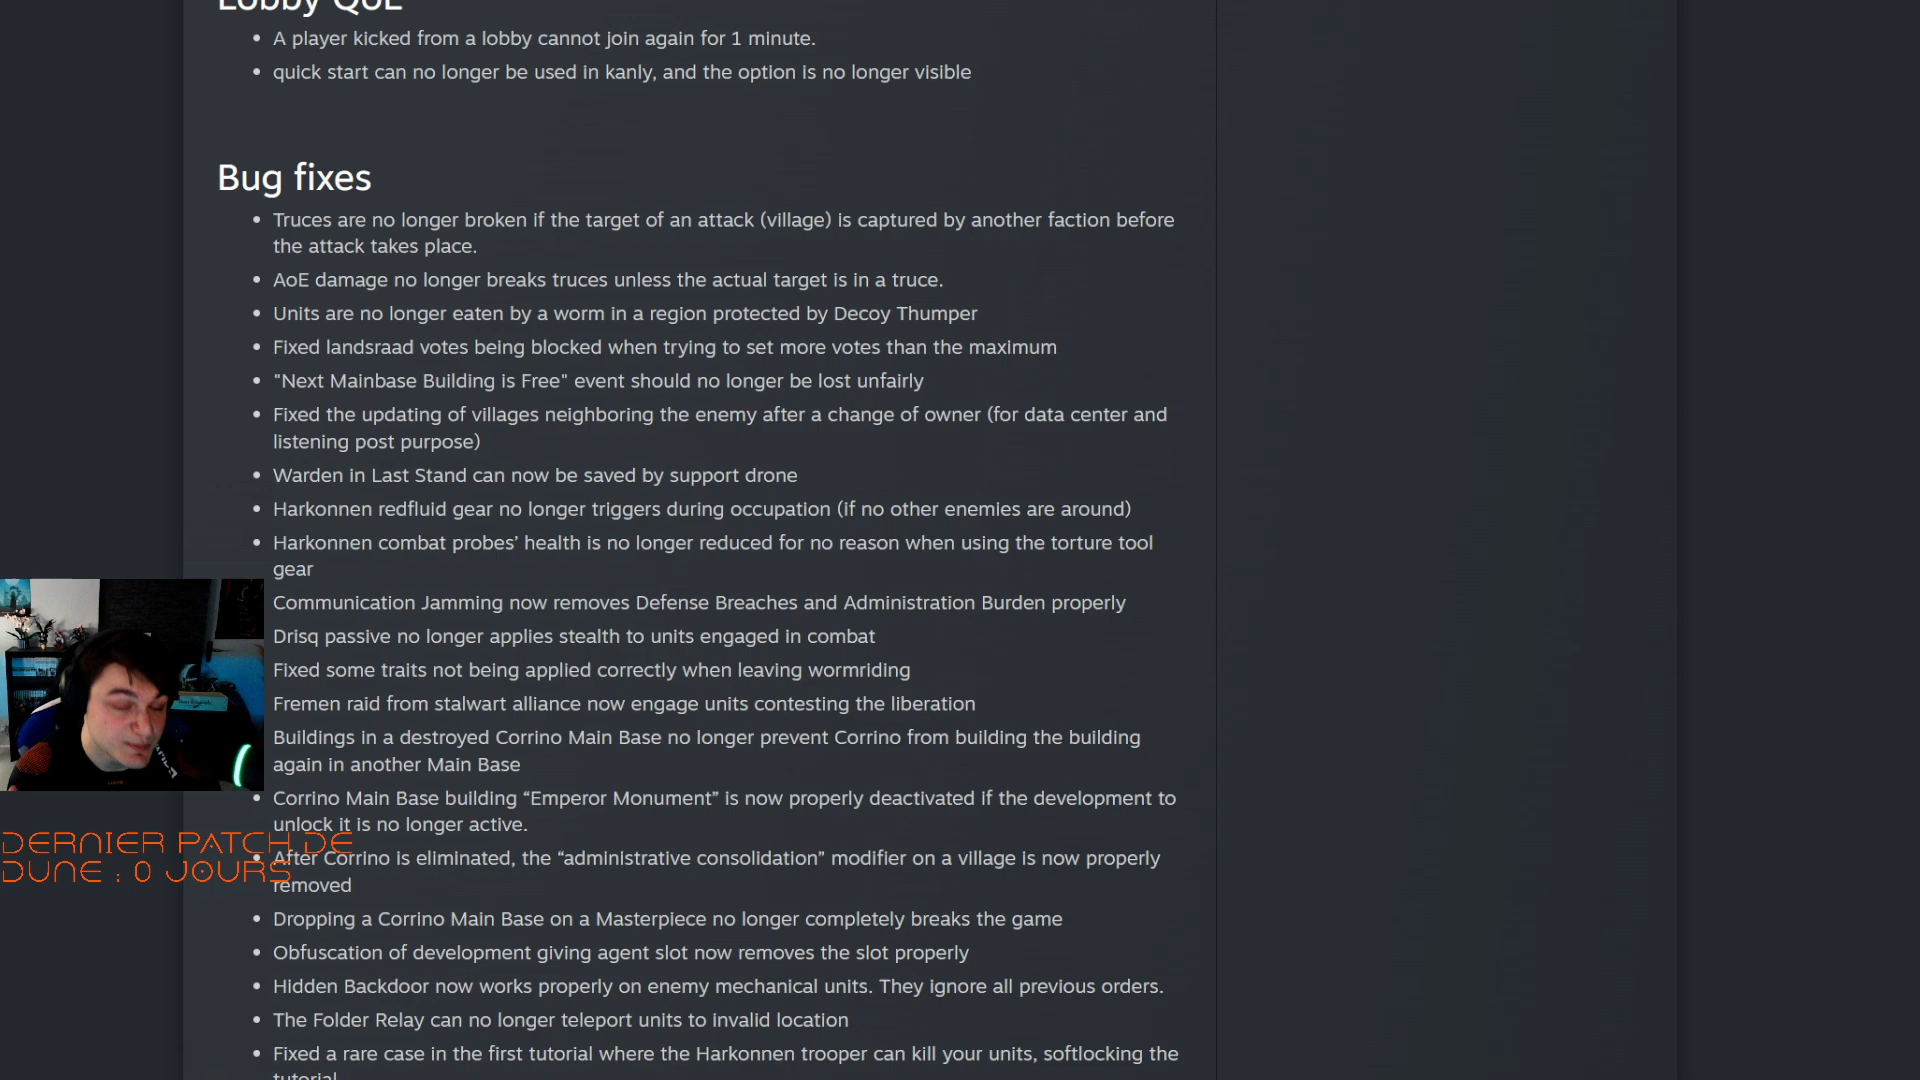 Lobby QoL
A player kicked from a lobby cannot join again for 1 minute.
quick start can no longer be used in kanly, and the option is no longer visible
Bug fixes
Truces are no longer broken if the target of an attack (village) is captured by another faction before
the attack takes place.
AoE damage no longer breaks truces unless the actual target is in a truce.
Units are no longer eaten by a worm in a region protected by Decoy Thumper
Fixed landsraad votes being blocked when trying to set more votes than the maximum
"Next Mainbase Building is Free" event should no longer be lost unfairly
Fixed the updating of villages neighboring the enemy after a change of owner (for data center and
listening post purpose)
Warden in Last Stand can now be saved by support drone
Harkonnen redfluid gear no longer triggers during occupation (if no other enemies are around)
Harkonnen combat probes’ health is no longer reduced for no reason when using the torture tool
gear
Communication Jamming now removes Defense Breaches and Administration Burden properly
Drisq passive no longer applies stealth to units engaged in combat
Fixed some traits not being applied correctly when leaving wormriding
Fremen raid from stalwart alliance now engage units contesting the liberation
Buildings in a destroyed Corrino Main Base no longer prevent Corrino from building the building
again in another Main Base
Corrino Main Base building “Emperor Monument” is now properly deactivated if the development to
unlock it is no longer active.
After Corrino is eliminated, the “administrative consolidation” modifier on a village is now properly
removed
Dropping a Corrino Main Base on a Masterpiece no longer completely breaks the game
Obfuscation of development giving agent slot now removes the slot properly
Hidden Backdoor now works properly on enemy mechanical units. They ignore all previous orders.
The Folder Relay can no longer teleport units to invalid location
Fixed a rare case in the first tutorial where the Harkonnen trooper can kill your units, softlocking the
tutorial
DERNIER PATCH DE
DUNE : 0 JOURS